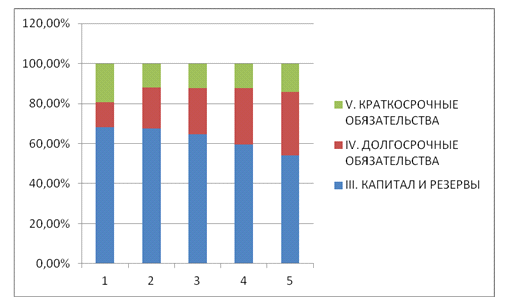 120,00%
100,00%
80,00%
60,00%
40,00%
20,00%
0,00%
1 2 3 4 5
V. КРАТКОСРОЧНЫЕ
ОБЯЗАТЕЛЬСТВА
IV. ДОЛГОСРОЧНЫЕ
ОБЯЗАТЕЛЬСТВА
III. КАПИТАЛ И РЕЗЕРВЫ